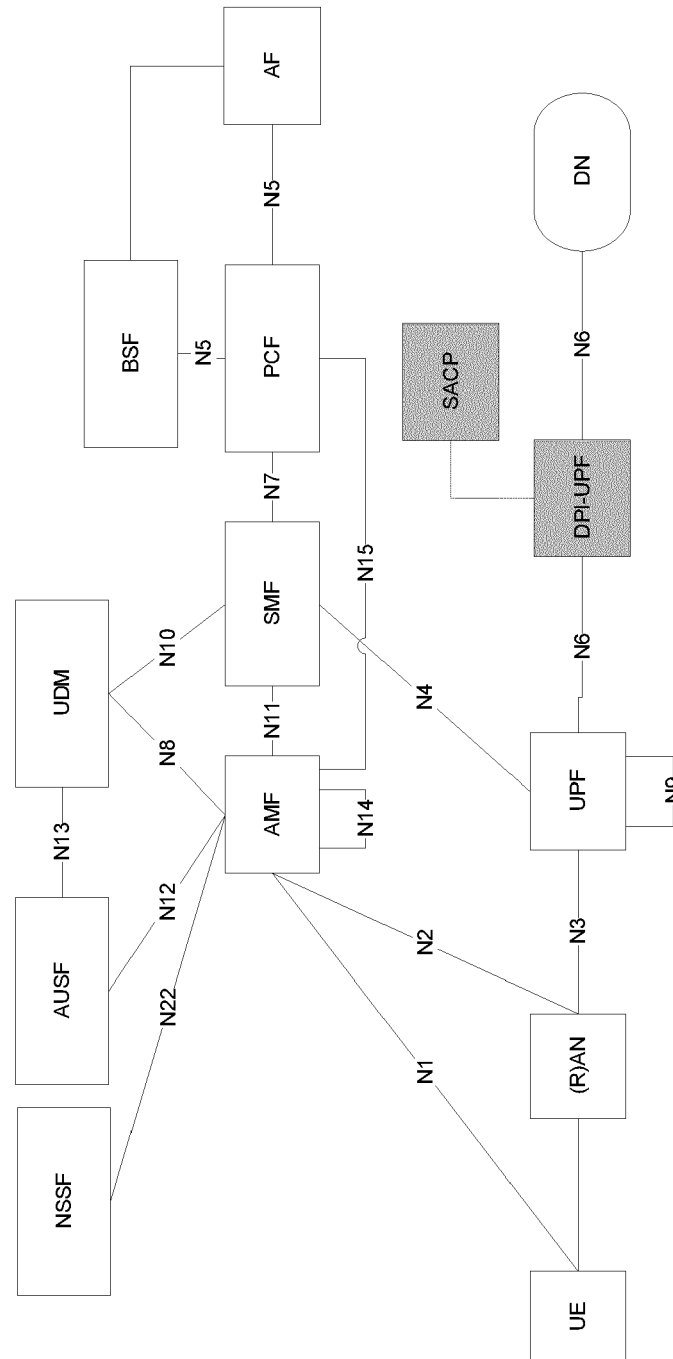 NSSF
AUSF
N13
UDM
N22
N12
N8
N10
BSF
N5
AMF
N11
SMF
N7
PCF
N5
AF
N14
N15
N1
N2
N4
SACP
UE
(R)AN
N3
UPF
N6
DPI-UPF
N6
DN
N9